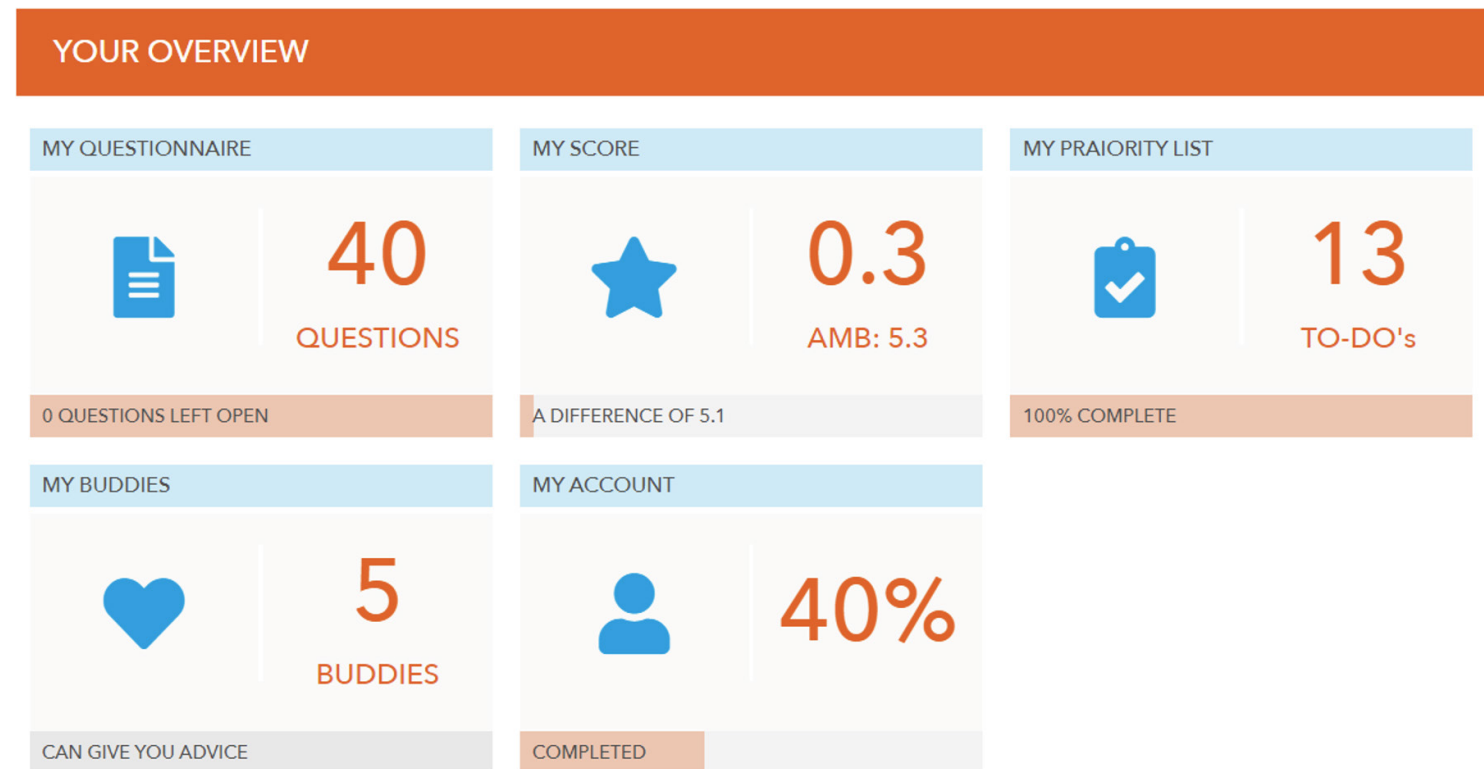 YOUR OVERVIEW
MY QUESTIONNAIRE
40
QUESTIONS
0 QUESTIONS LEFT OPEN
MY SCORE
0.3
AMB: 5.3
A DIFFERENCE OF 5.1
MY PRAIORITY LIST
13
TO-DO's
100% COMPLETE
MY BUDDIES
5
BUDDIES
CAN GIVE YOU ADVICE
MY ACCOUNT
40%
COMPLETED